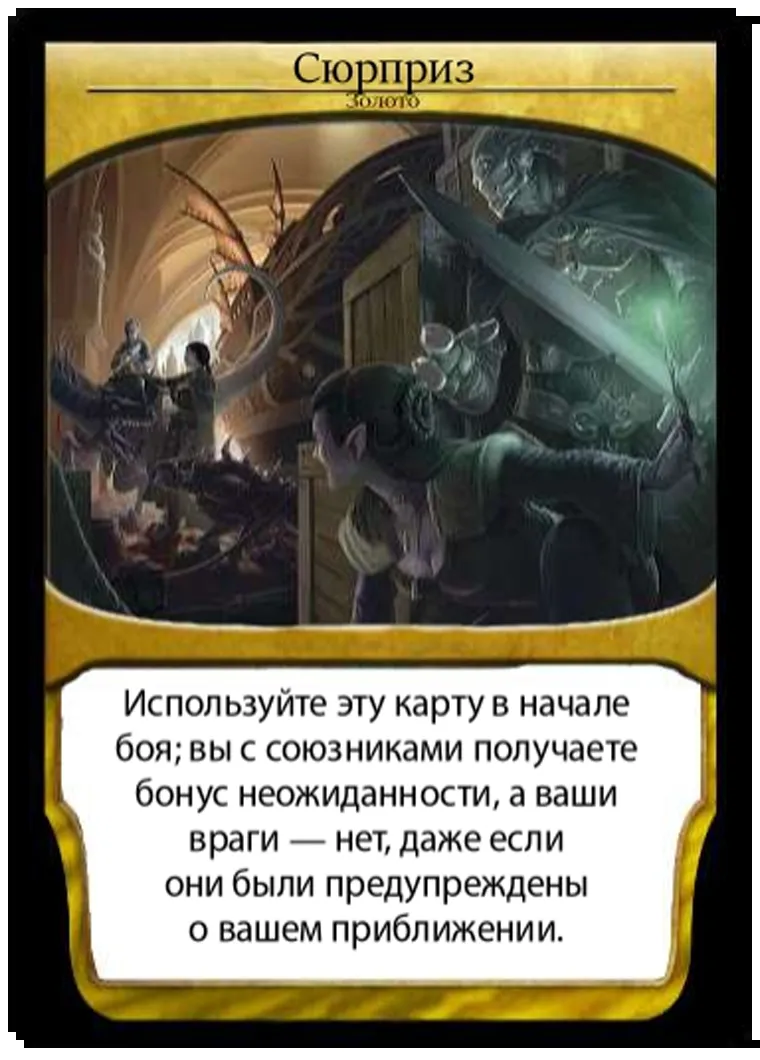 Сюрприз
Золото
Используйте эту карту в начале
боя; вы с союзниками получаете
бонус неожиданности, а ваши
враги — нет, даже если
они были предупреждены
о вашем приближении.